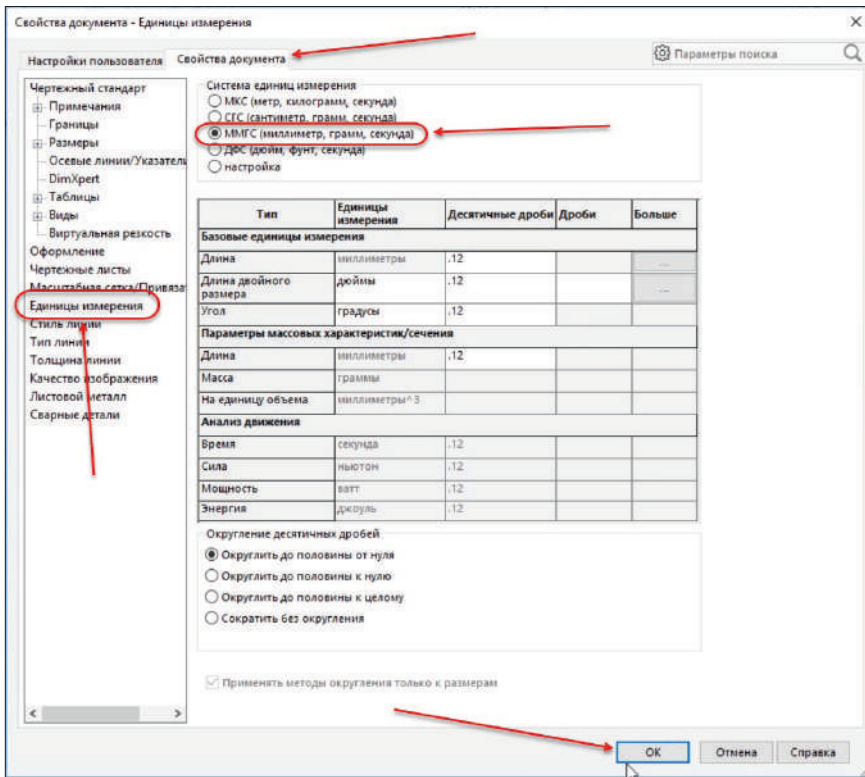 Свойства документа - Единицы измерения
Настройки пользователя Свойства документа
Параметры поиска
Чертежный стандарт
Примечания
Границы
Размеры
Осевые линии/Указатель
DimXpert
Таблицы
Виды
Виртуальная резкость
Оформление
Чертежные листы
Масштабная сетка/Привязат
Единицы измерения
Стиль линии
Тип линии
Толщина линии
Качество изображения
Листовой металл
Сварные детали
Система единиц измерения
МКС (метр, килограмм, секунда)
СГС (сантиметр, грамм, секунда)
ММГС (миллиметр, грамм, секунда)
ДФС (дюйм, фунт, секунда)
настройка
Тип Единицы измерения Десятичные дроби Дроби Больше
Базовые единицы измерения
Длина миллиметры .12 ...
Длина двойного размера дюймы .12 ...
Угол градусы .12
Параметры массовых характеристик/сечения
Длина миллиметры .12
Масса граммы
На единицу объема миллиметры^3
Анализ движения
Время секунда .12
Сила ньютон .12
Мощность ватт .12
Энергия джоуль .12
Округление десятичных дробей
Округлить до половины от нуля
Округлить до половины к нулю
Округлить до половины к целому
Сократить без округления
Применять методы округления только к размерам
OK Отмена Справка